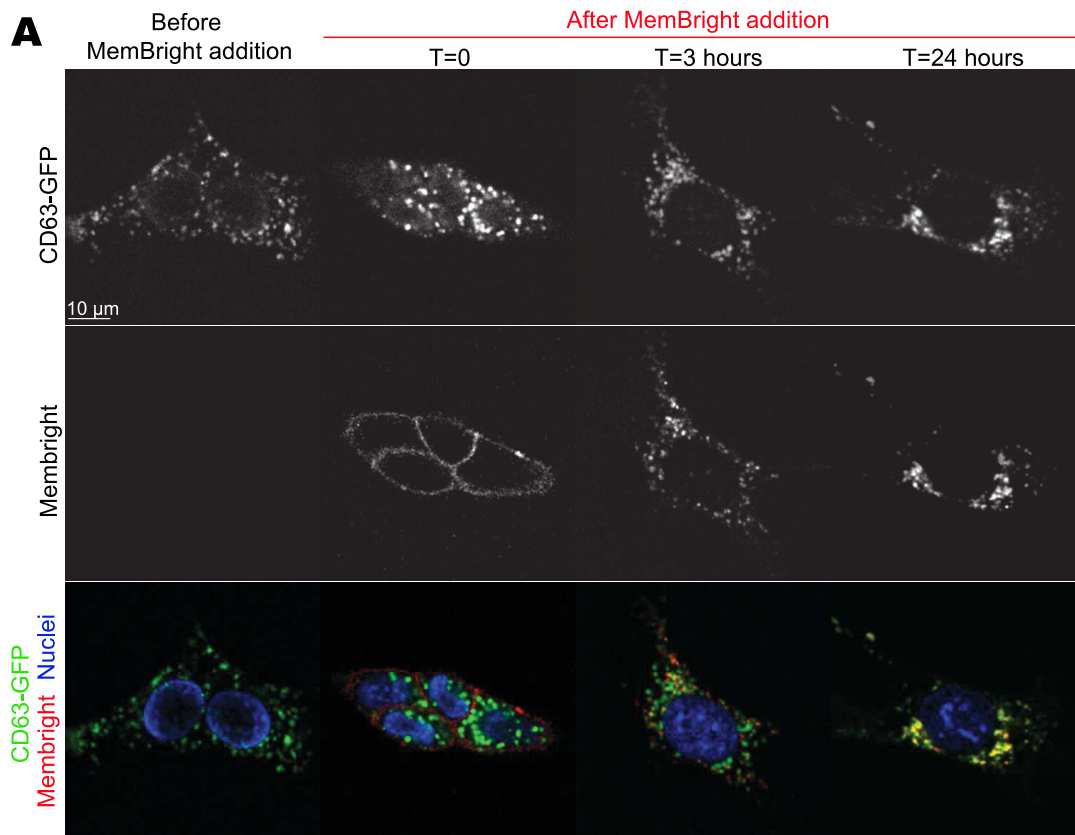 A
Before
MemBright addition
After MemBright addition
T=0
T=3 hours
T=24 hours
CD63-GFP
10 µm
Membright
CD63-GFP
Membright Nuclei